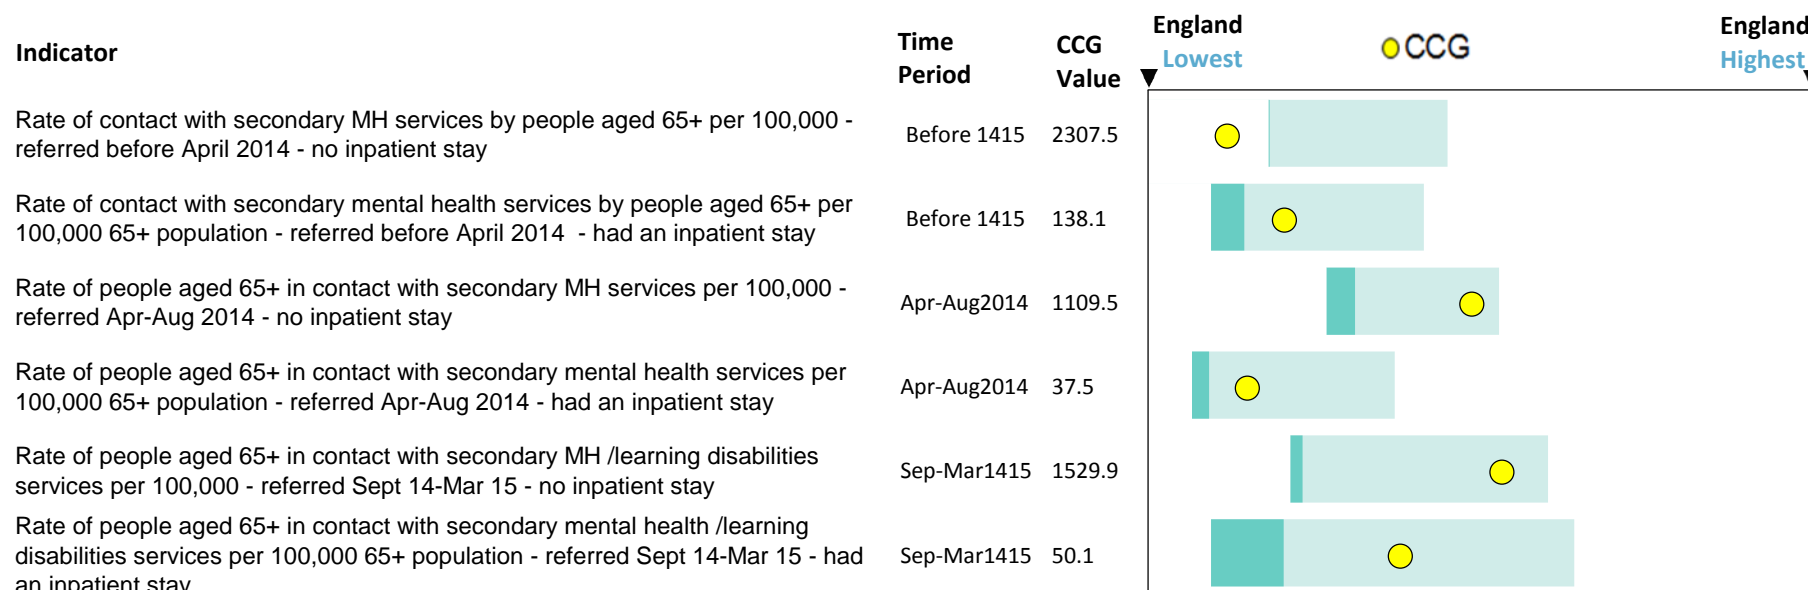 Indicator
Time
Period
CCG
Value
England
Lowest
CCG
England
Highest
Rate of contact with secondary MH services by people aged 65+ per 100,000 -
referred before April 2014 - no inpatient stay
Before 1415
2307.5
Rate of contact with secondary mental health services by people aged 65+ per
100,000 65+ population - referred before April 2014 - had an inpatient stay
Before 1415
138.1
Rate of people aged 65+ in contact with secondary MH services per 100,000 -
referred Apr-Aug 2014 - no inpatient stay
Apr-Aug2014
1109.5
Rate of people aged 65+ in contact with secondary mental health services per
100,000 65+ population - referred Apr-Aug 2014 - had an inpatient stay
Apr-Aug2014
37.5
Rate of people aged 65+ in contact with secondary MH /learning disabilities
services per 100,000 - referred Sept 14-Mar 15 - no inpatient stay
Sep-Mar1415
1529.9
Rate of people aged 65+ in contact with secondary mental health /learning
disabilities services per 100,000 65+ population - referred Sept 14-Mar 15 - had
an inpatient stay
Sep-Mar1415
50.1